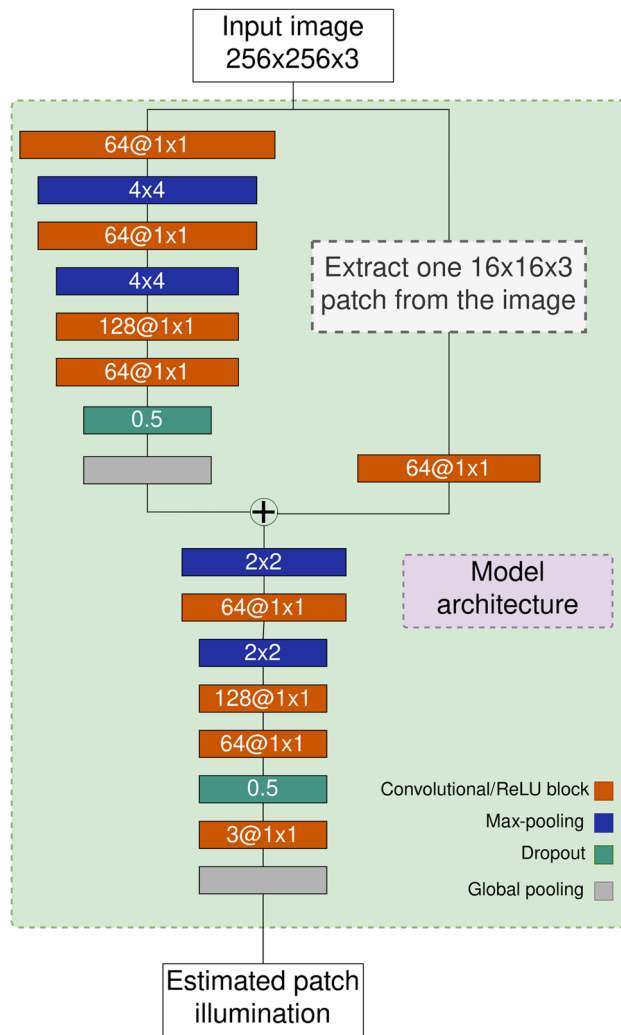 Input image
256x256x3
64@1x1
4x4
64@1x1
4x4
128@1x1
64@1x1
0.5
Extract one 16x16x3
patch from the image
64@1x1
+
2x2
64@1x1
2x2
128@1x1
64@1x1
0.5
3@1x1
Model
architecture
Convolutional/ReLU block
Max-pooling
Dropout
Global pooling
Estimated patch
illumination